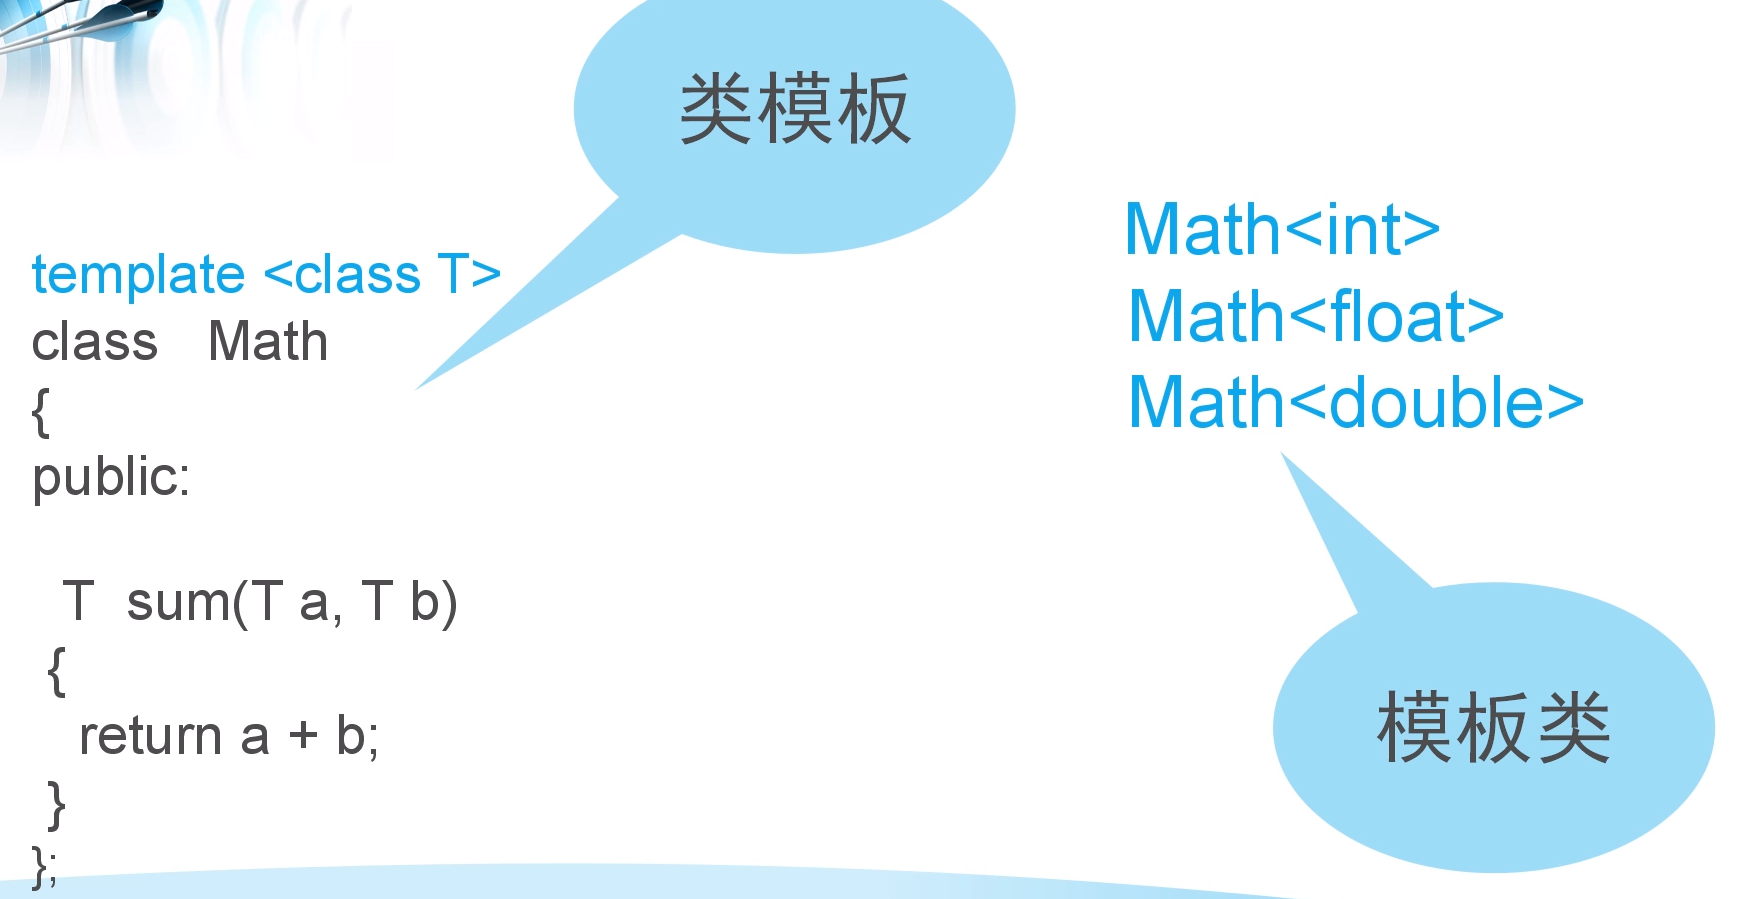 类模板
template <class T>
class Math
{
public:
T sum(T a, T b)
{
return a + b;
}
};
Math<int>
Math<float>
Math<double>
模板类